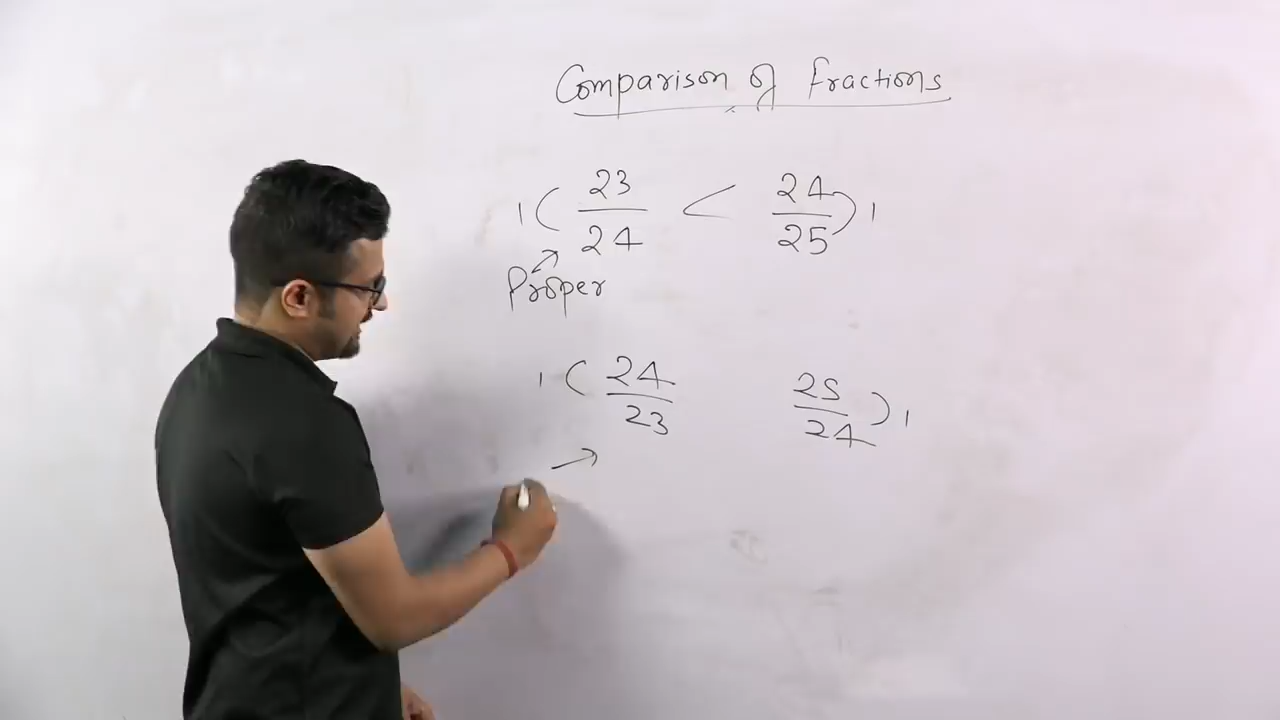 Comparison of Fractions
1 ( 23/24 < 24/25 ) 1
Proper
1 ( 24/23 25/24 ) 1